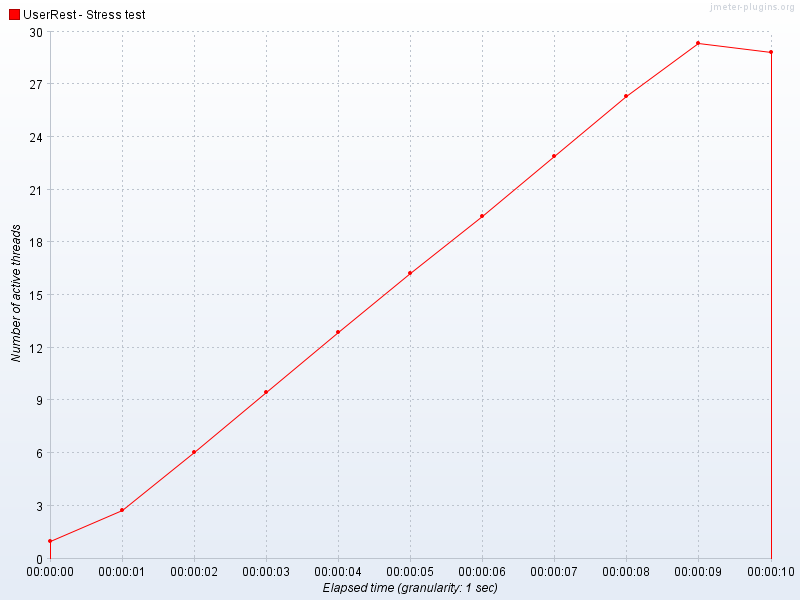 UserRest - Stress test
jmeter-plugins.org
30
27
24
21
18
15
12
9
6
3
0
Number of active threads
00:00:00 00:00:01 00:00:02 00:00:03 00:00:04 00:00:05 00:00:06 00:00:07 00:00:08 00:00:09 00:00:10
Elapsed time (granularity: 1 sec)